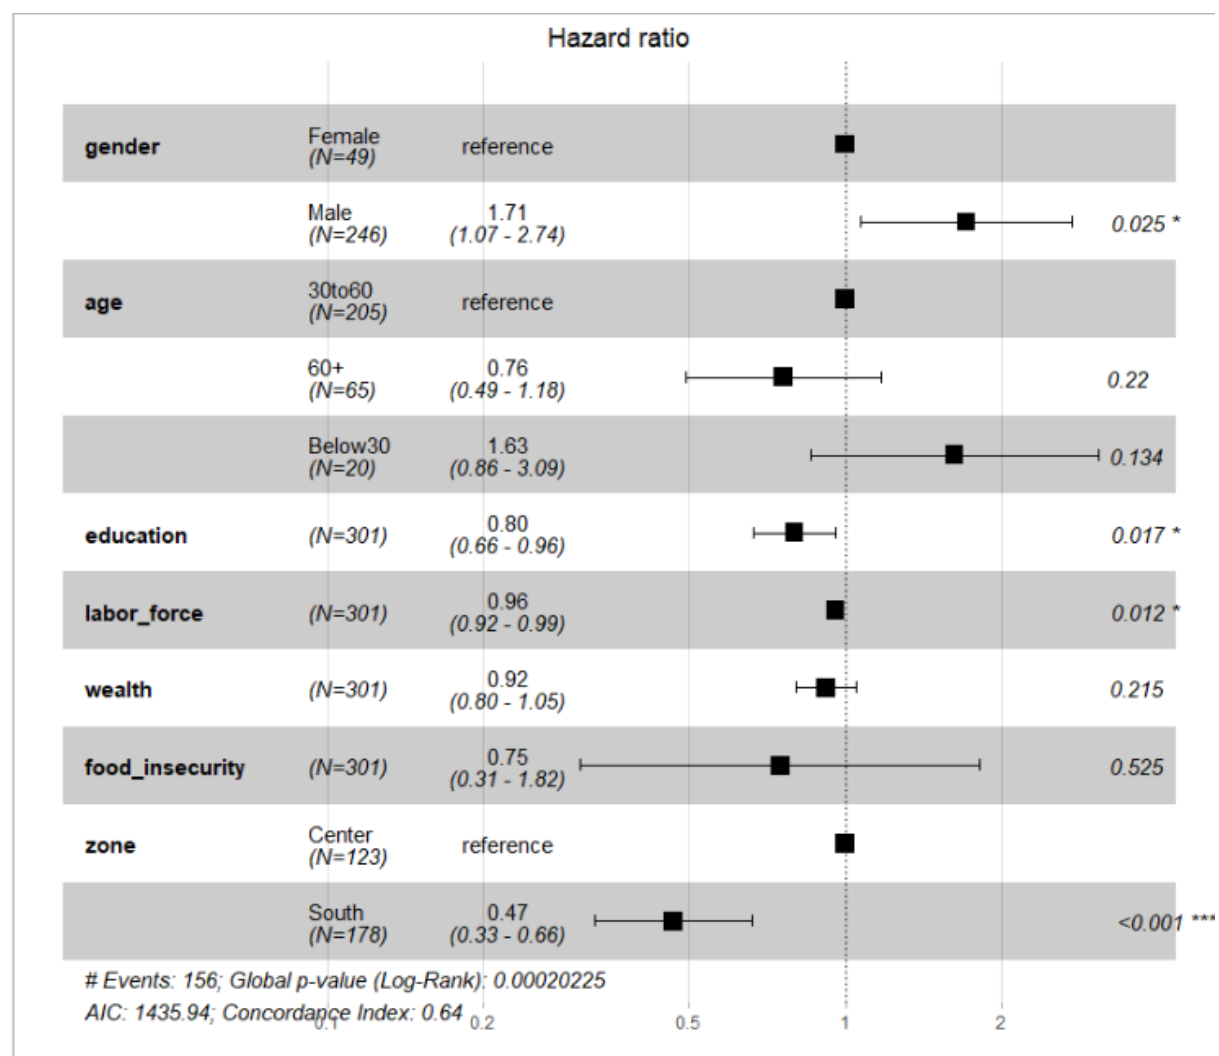 Hazard ratio
gender Female reference
(N=49)
Male 1.71 0.025 *
(N=246) (1.07 - 2.74)
age 30to60 reference
(N=205)
60+ 0.76 0.22
(N=65) (0.49 - 1.18)
Below30 1.63 0.134
(N=20) (0.86 - 3.09)
education (N=301) 0.80 0.017 *
(0.66 - 0.96)
labor_force (N=301) 0.96 0.012 *
(0.92 - 0.99)
wealth (N=301) 0.92 0.215
(0.80 - 1.05)
food_insecurity (N=301) 0.75 0.525
(0.31 - 1.82)
zone Center reference
(N=123)
South 0.47 <0.001 ***
(N=178) (0.33 - 0.66)
# Events: 156; Global p-value (Log-Rank): 0.00020225
AIC: 1435.94; Concordance Index: 0.64
0.1 0.2 0.5 1 2